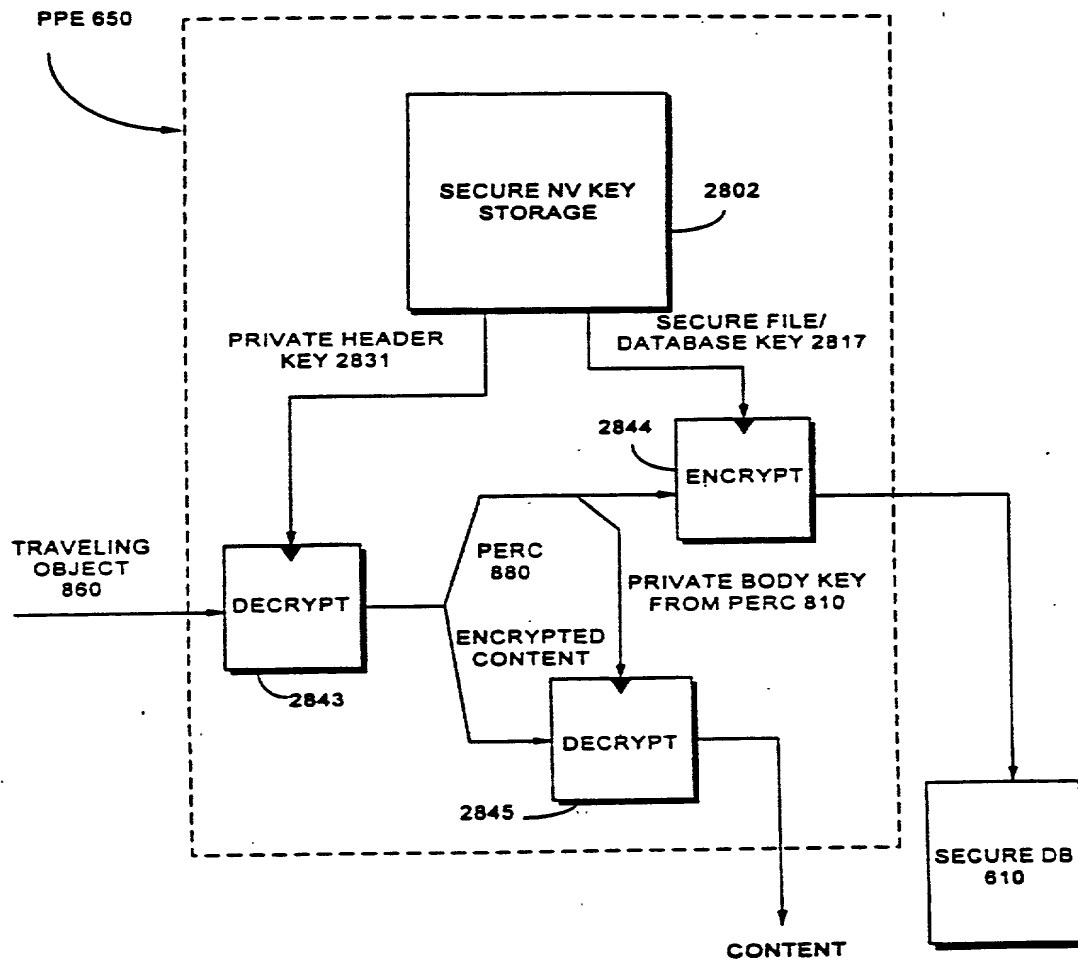 PPE 650
SECURE NV KEY
STORAGE
2802
PRIVATE HEADER
KEY 2831
SECURE FILE/
DATABASE KEY 2817
2844
ENCRYPT
TRAVELING
OBJECT
860
DECRYPT
2843
PERC
880
PRIVATE BODY KEY
FROM PERC 810
ENCRYPTED
CONTENT
DECRYPT
2845
SECURE DB
610
CONTENT